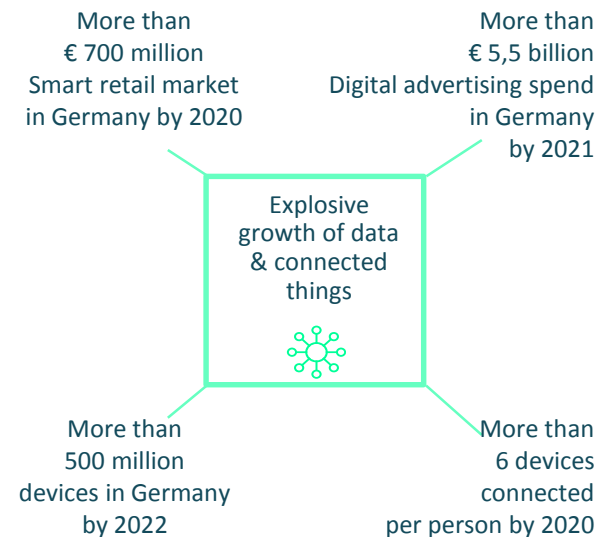 More than
€ 700 million
Smart retail market
in Germany by 2020
More than
€ 5,5 billion
Digital advertising spend
in Germany
by 2021
Explosive
growth of data
& connected
things
More than
500 million
devices in Germany
by 2022
More than
6 devices
connected
per person by 2020